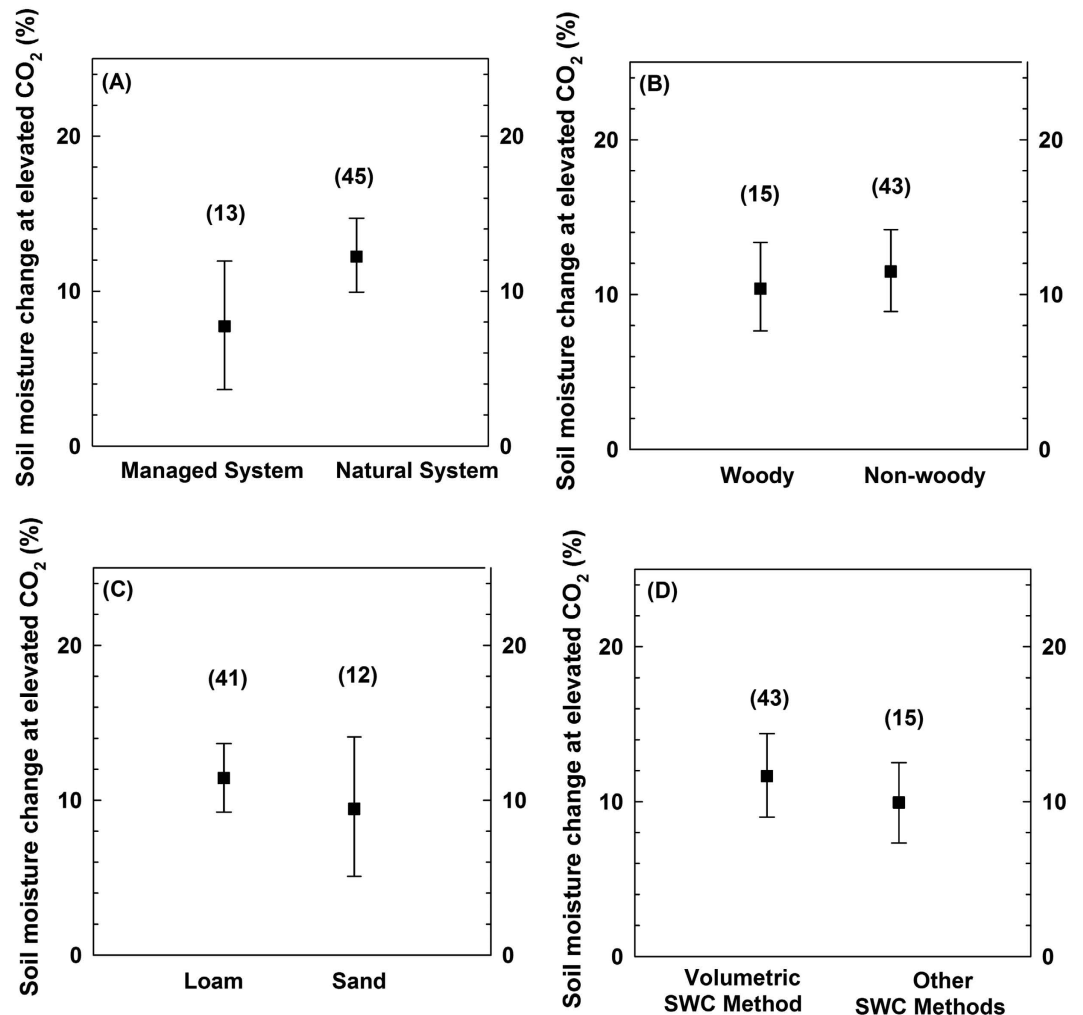 Soil moisture change at elevated CO₂ (%)
(A)
20
10
0
(13)
(45)
20
10
0
Managed System
Natural System
Soil moisture change at elevated CO₂ (%)
(B)
20
10
0
(15)
(43)
20
10
0
Woody
Non-woody
Soil moisture change at elevated CO₂ (%)
(C)
20
10
0
(41)
(12)
20
10
0
Loam
Sand
Soil moisture change at elevated CO₂ (%)
(D)
20
10
0
(43)
(15)
20
10
0
Volumetric
SWC Method
Other
SWC Methods